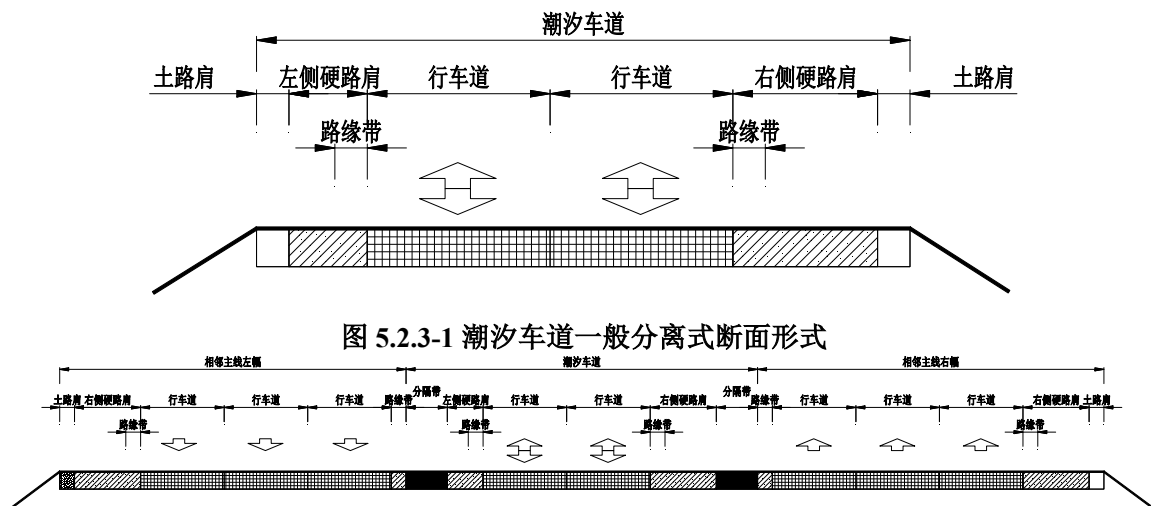 潮汐车道
土路肩 左侧硬路肩 行车道 行车道 右侧硬路肩 土路肩
路缘带 路缘带
图 5.2.3-1 潮汐车道一般分离式断面形式
相邻主线左幅 潮汐车道 相邻主线右幅
土路肩 右侧硬路肩 行车道 行车道 行车道 路缘带 分隔带 左侧硬路肩 行车道 行车道 右侧硬路肩 分隔带 路缘带 行车道 行车道 行车道 右侧硬路肩 土路肩
路缘带 路缘带 路缘带 路缘带